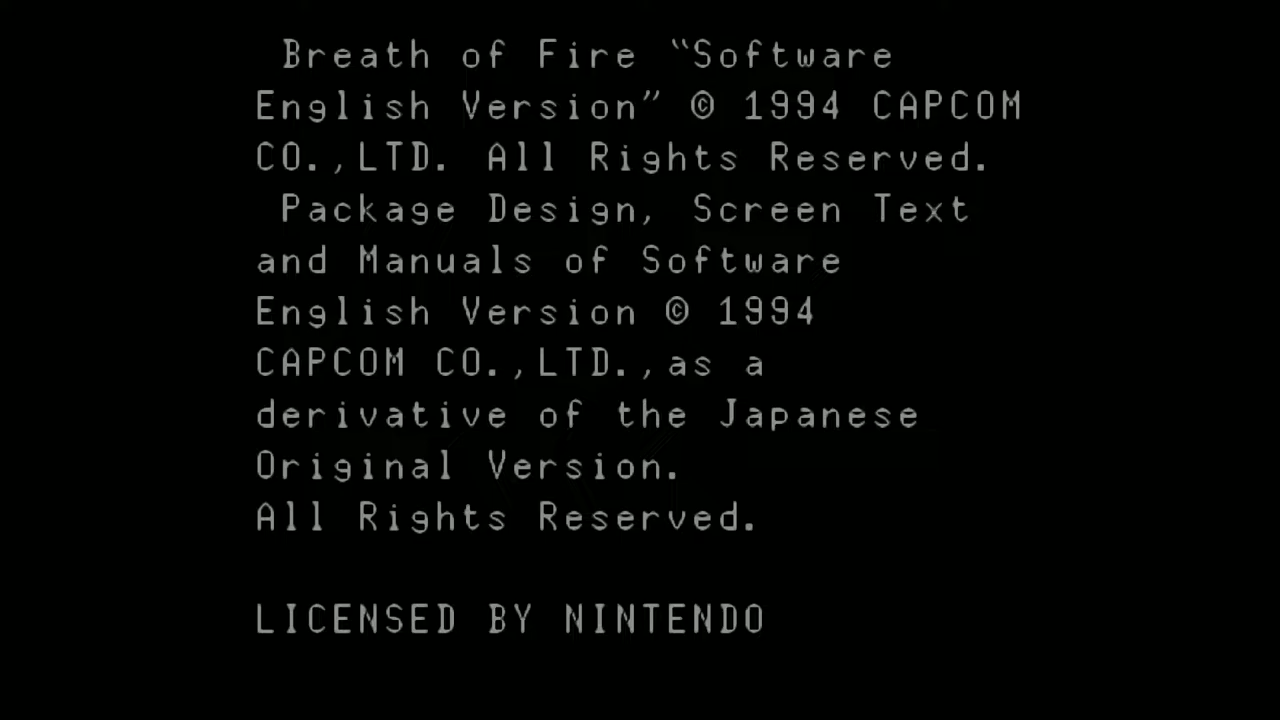 Breath of Fire “Software
English Version” © 1994 CAPCOM
CO.,LTD. All Rights Reserved.
Package Design, Screen Text
and Manuals of Software
English Version © 1994
CAPCOM CO.,LTD.,as a
derivative of the Japanese
Original Version.
All Rights Reserved.
LICENSED BY NINTENDO